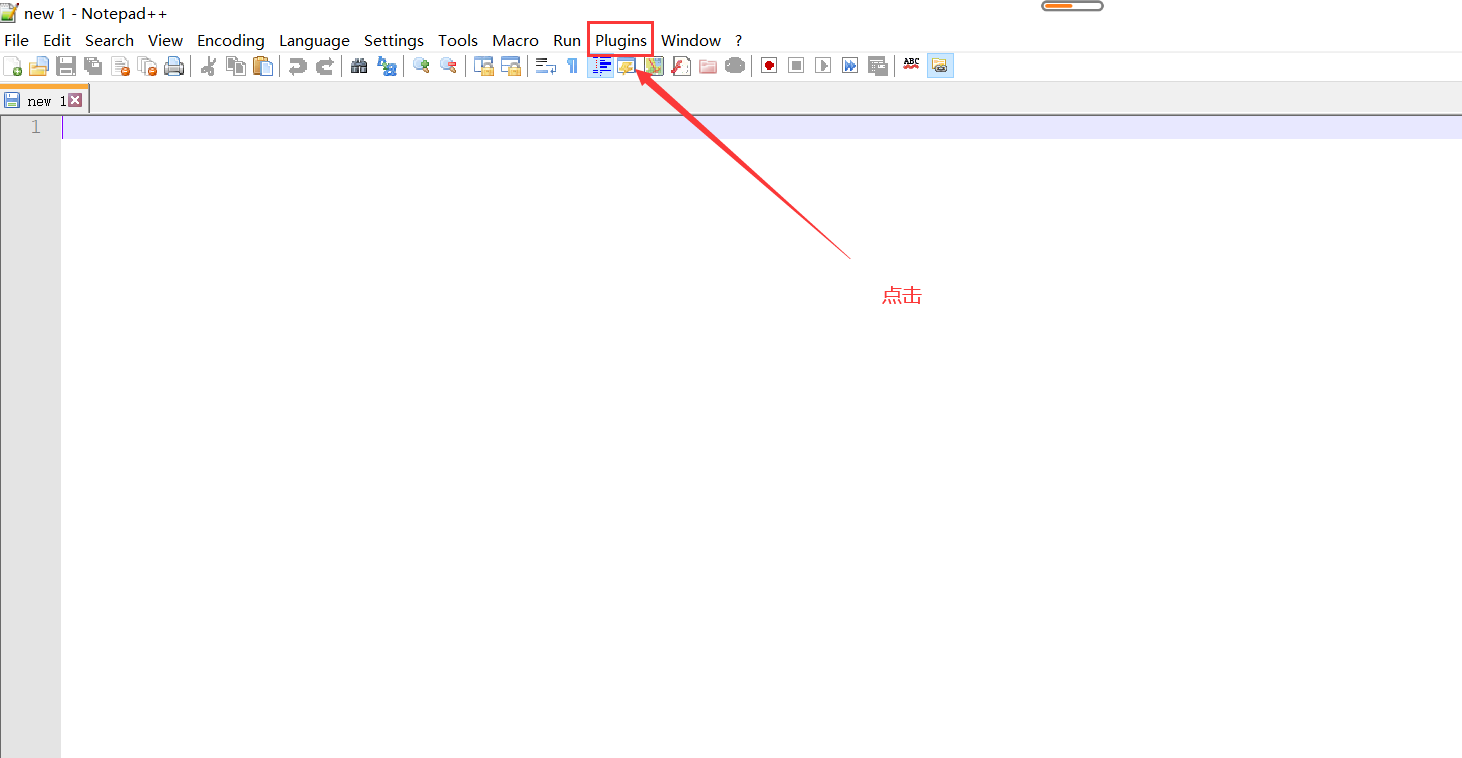 new 1 - Notepad++
File Edit Search View Encoding Language Settings Tools Macro Run Plugins Window ?
ABC
new 1
1
点击